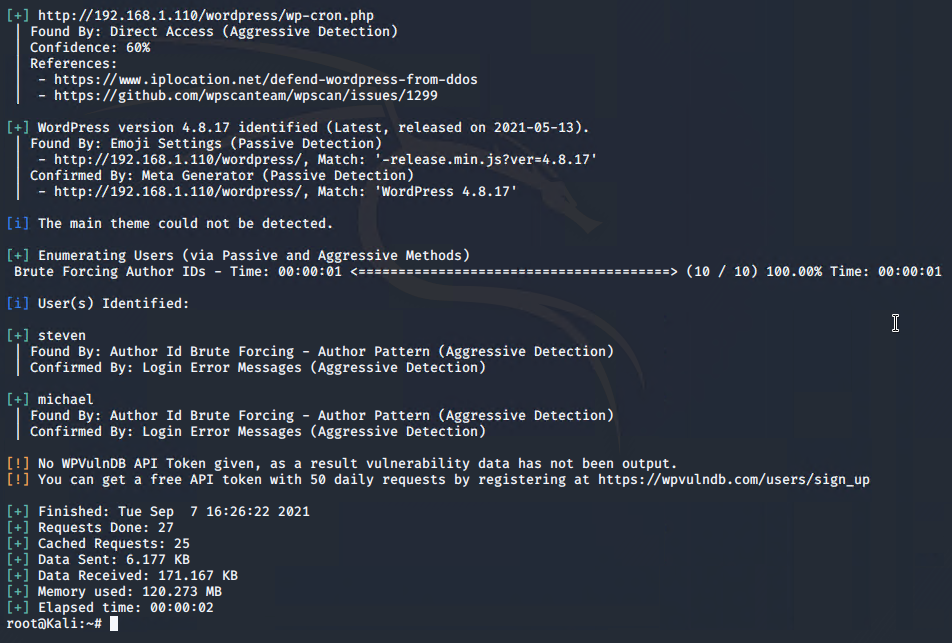 [+] http://192.168.1.110/wordpress/wp-cron.php
| Found By: Direct Access (Aggressive Detection)
| Confidence: 60%
| References:
|  - https://www.iplocation.net/defend-wordpress-from-ddos
|  - https://github.com/wpscanteam/wpscan/issues/1299
[+] WordPress version 4.8.17 identified (Latest, released on 2021-05-13).
| Found By: Emoji Settings (Passive Detection)
|  - http://192.168.1.110/wordpress/, Match: '-release.min.js?ver=4.8.17'
| Confirmed By: Meta Generator (Passive Detection)
|  - http://192.168.1.110/wordpress/, Match: 'WordPress 4.8.17'
[i] The main theme could not be detected.
[+] Enumerating Users (via Passive and Aggressive Methods)
Brute Forcing Author IDs - Time: 00:00:01 <=======================================> (10 / 10) 100.00% Time: 00:00:01
[i] User(s) Identified:
[+] steven
| Found By: Author Id Brute Forcing - Author Pattern (Aggressive Detection)
| Confirmed By: Login Error Messages (Aggressive Detection)
[+] michael
| Found By: Author Id Brute Forcing - Author Pattern (Aggressive Detection)
| Confirmed By: Login Error Messages (Aggressive Detection)
[!] No WPVulnDB API Token given, as a result vulnerability data has not been output.
[!] You can get a free API token with 50 daily requests by registering at https://wpvulndb.com/users/sign_up
[+] Finished: Tue Sep  7 16:26:22 2021
[+] Requests Done: 27
[+] Cached Requests: 25
[+] Data Sent: 6.177 KB
[+] Data Received: 171.167 KB
[+] Memory used: 120.273 MB
[+] Elapsed time: 00:00:02
root@Kali:~#